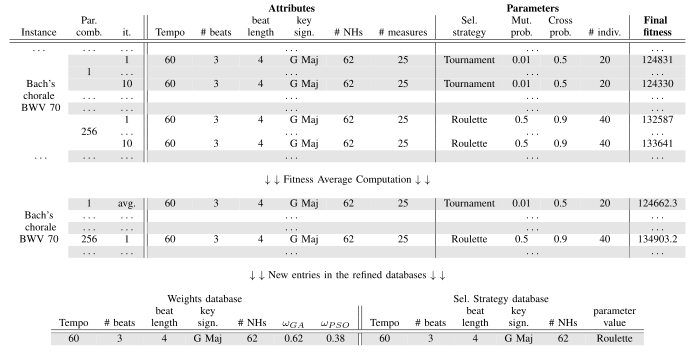 Attributes Parameters
Par. beat key Sel. Mut. Cross Final
Instance comb. it. Tempo # beats length sign. # NHs # measures strategy prob. prob. # indiv. fitness
... ... ... ... ...
1 60 3 4 G Maj 62 25 Tournament 0.01 0.5 20 124831
1 ... ... ... ...
Bach's 10 60 3 4 G Maj 62 25 Tournament 0.01 0.5 20 124330
chorale ... ... ... ... ...
BWV 70 ... ... ... ... ...
1 60 3 4 G Maj 62 25 Roulette 0.5 0.9 40 132587
256 ... ... ... ...
10 60 3 4 G Maj 62 25 Roulette 0.5 0.9 40 133641
... ... ... ... ... ...
↓↓ Fitness Average Computation ↓↓
1 avg. 60 3 4 G Maj 62 25 Tournament 0.01 0.5 20 124662.3
Bach's ... ... ... ... ...
chorale ... ... ... ... ...
BWV 70 256 1 60 3 4 G Maj 62 25 Roulette 0.5 0.9 40 134903.2
... ... ... ... ...
↓↓ New entries in the refined databases ↓↓
Weights database Sel. Strategy database
beat key beat key parameter
Tempo # beats length sign. # NHs ωGA ωPSO Tempo # beats length sign. # NHs value
60 3 4 G Maj 62 0.62 0.38 60 3 4 G Maj 62 Roulette